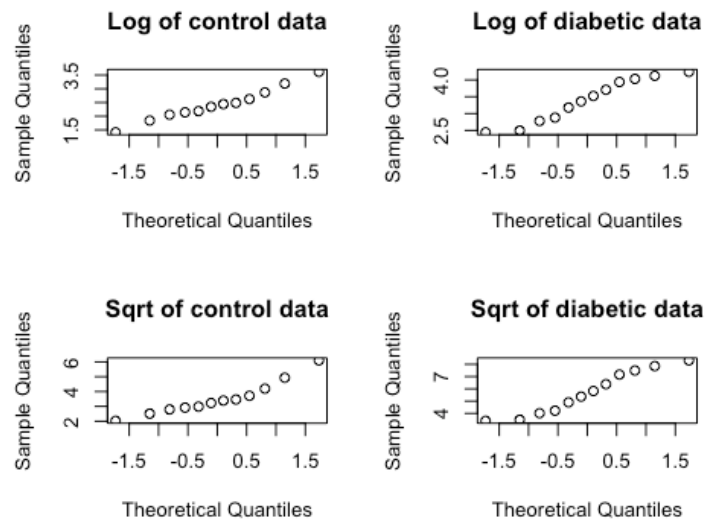 Log of control data
Sample Quantiles
1.5 3.5
-1.5 -0.5 0.5 1.5
Theoretical Quantiles
Log of diabetic data
Sample Quantiles
2.5 4.0
-1.5 -0.5 0.5 1.5
Theoretical Quantiles
Sqrt of control data
Sample Quantiles
2 4 6
-1.5 -0.5 0.5 1.5
Theoretical Quantiles
Sqrt of diabetic data
Sample Quantiles
4 7
-1.5 -0.5 0.5 1.5
Theoretical Quantiles